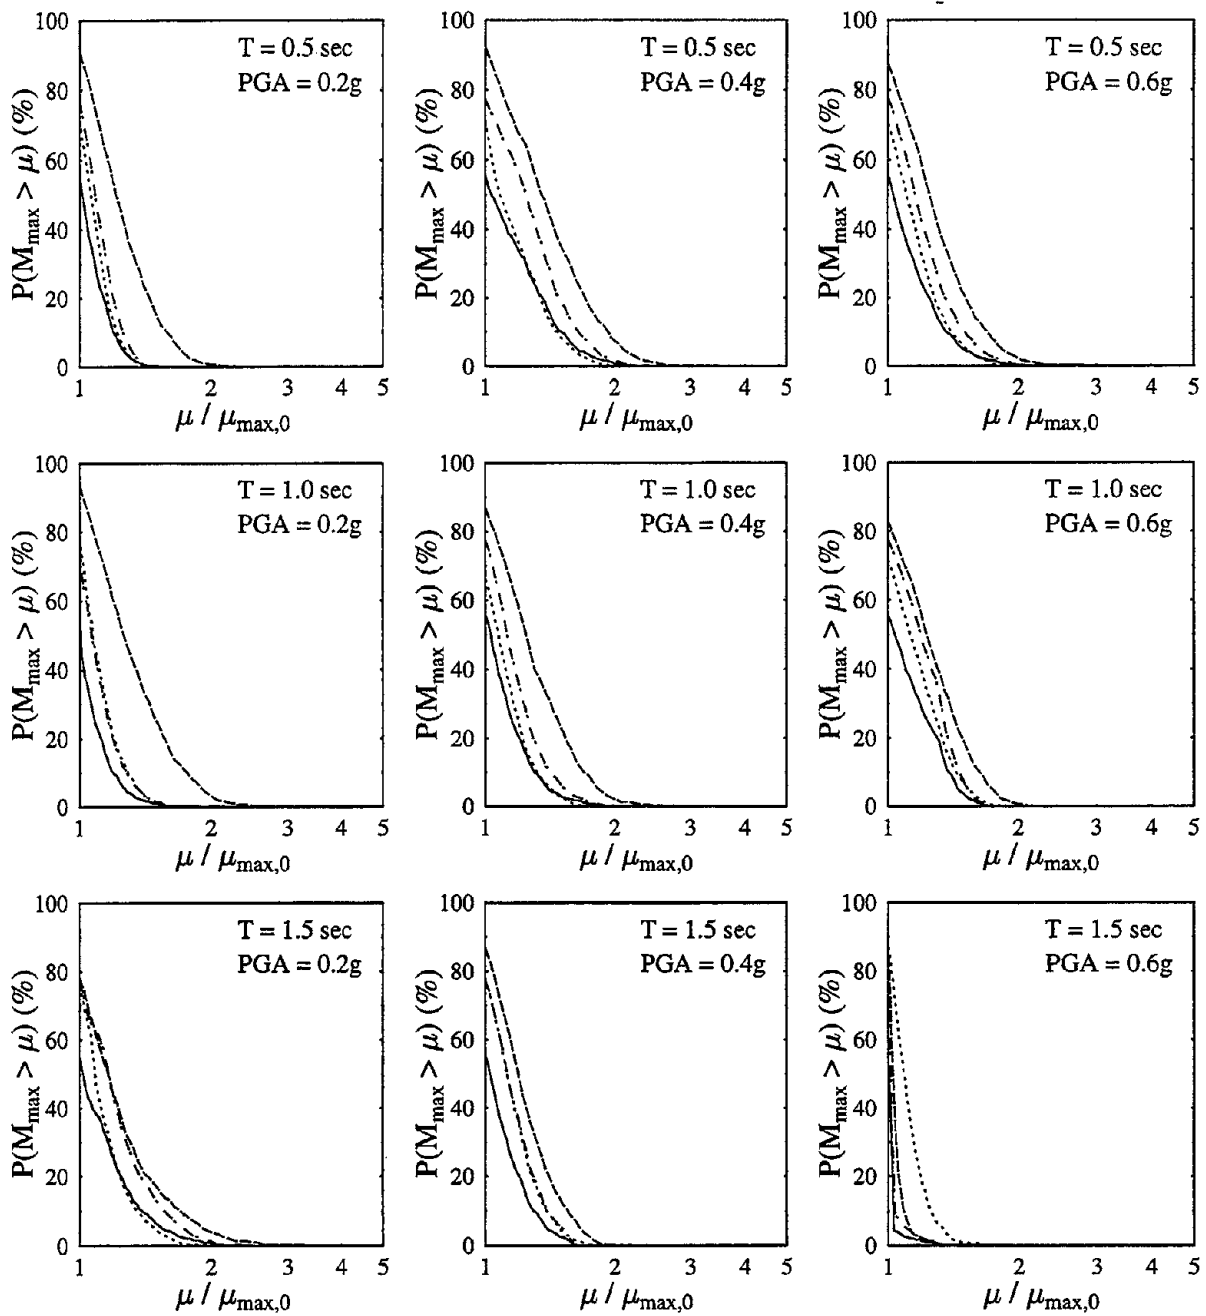 T = 0.5 sec
PGA = 0.2g
P(M_max > μ) (%)
100
80
60
40
20
0
1 2 3 4 5
μ / μ_max,0
T = 0.5 sec
PGA = 0.4g
P(M_max > μ) (%)
100
80
60
40
20
0
1 2 3 4 5
μ / μ_max,0
T = 0.5 sec
PGA = 0.6g
P(M_max > μ) (%)
100
80
60
40
20
0
1 2 3 4 5
μ / μ_max,0
T = 1.0 sec
PGA = 0.2g
P(M_max > μ) (%)
100
80
60
40
20
0
1 2 3 4 5
μ / μ_max,0
T = 1.0 sec
PGA = 0.4g
P(M_max > μ) (%)
100
80
60
40
20
0
1 2 3 4 5
μ / μ_max,0
T = 1.0 sec
PGA = 0.6g
P(M_max > μ) (%)
100
80
60
40
20
0
1 2 3 4 5
μ / μ_max,0
T = 1.5 sec
PGA = 0.2g
P(M_max > μ) (%)
100
80
60
40
20
0
1 2 3 4 5
μ / μ_max,0
T = 1.5 sec
PGA = 0.4g
P(M_max > μ) (%)
100
80
60
40
20
0
1 2 3 4 5
μ / μ_max,0
T = 1.5 sec
PGA = 0.6g
P(M_max > μ) (%)
100
80
60
40
20
0
1 2 3 4 5
μ / μ_max,0